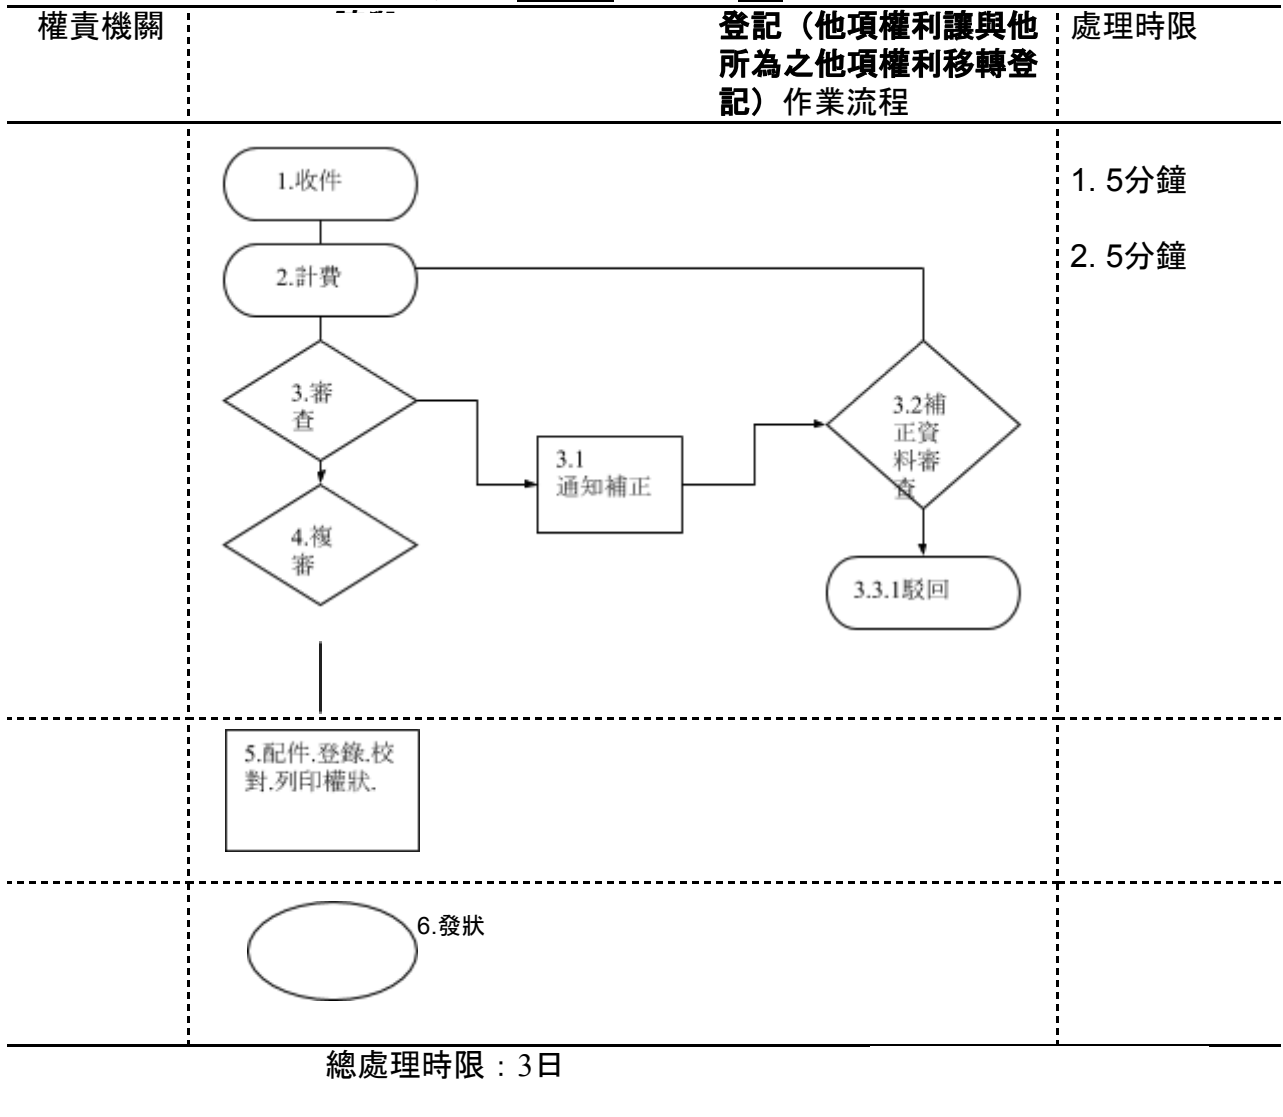 權責機關
登記（他項權利讓與他
所為之他項權利移轉登
記）作業流程
處理時限
1.收件
1. 5分鐘
2.計費
2. 5分鐘
3.審
查
3.1
通知補正
3.2補
正資
料審
查
4.複
審
3.3.1駁回
5.配件.登錄.校
對.列印權狀.
6.發狀
總處理時限：3日